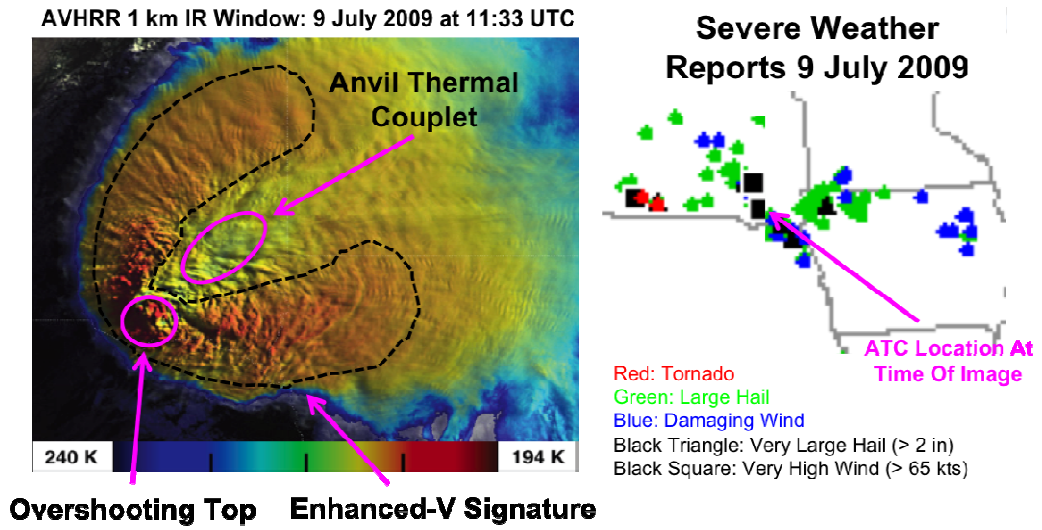 AVHRR 1 km IR Window: 9 July 2009 at 11:33 UTC
Anvil Thermal
Couplet
240 K
194 K
Overshooting Top
Enhanced-V Signature
Severe Weather
Reports 9 July 2009
ATC Location At
Time Of Image
Red: Tornado
Green: Large Hail
Blue: Damaging Wind
Black Triangle: Very Large Hail (> 2 in)
Black Square: Very High Wind (> 65 kts)